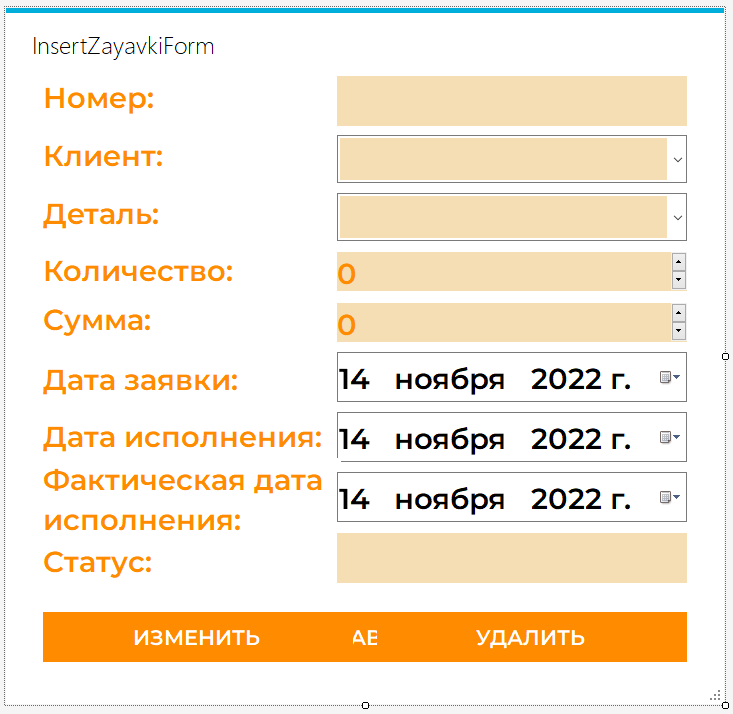 InsertZayavkiForm
Номер:
Клиент:
Деталь:
Количество: 0
Сумма: 0
Дата заявки: 14 ноября 2022 г.
Дата исполнения: 14 ноября 2022 г.
Фактическая дата
исполнения: 14 ноября 2022 г.
Статус:
ИЗМЕНИТЬ АВ УДАЛИТЬ